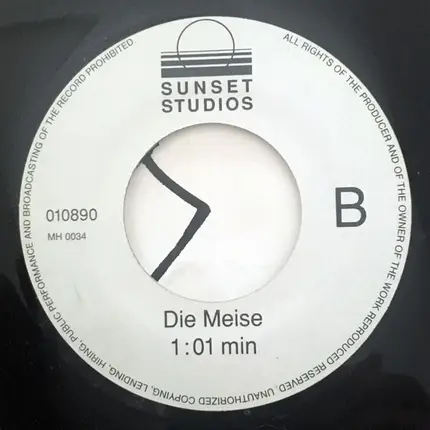 SUNSET
STUDIOS
010890
MH 0034
B
Die Meise
1:01 min
ALL RIGHTS OF THE PRODUCER AND OF THE OWNER OF THE WORK REPRODUCED RESERVED. UNAUTHORIZED COPYING, LENDING, HIRING, PUBLIC PERFORMANCE AND BROADCASTING OF THE RECORD PROHIBITED